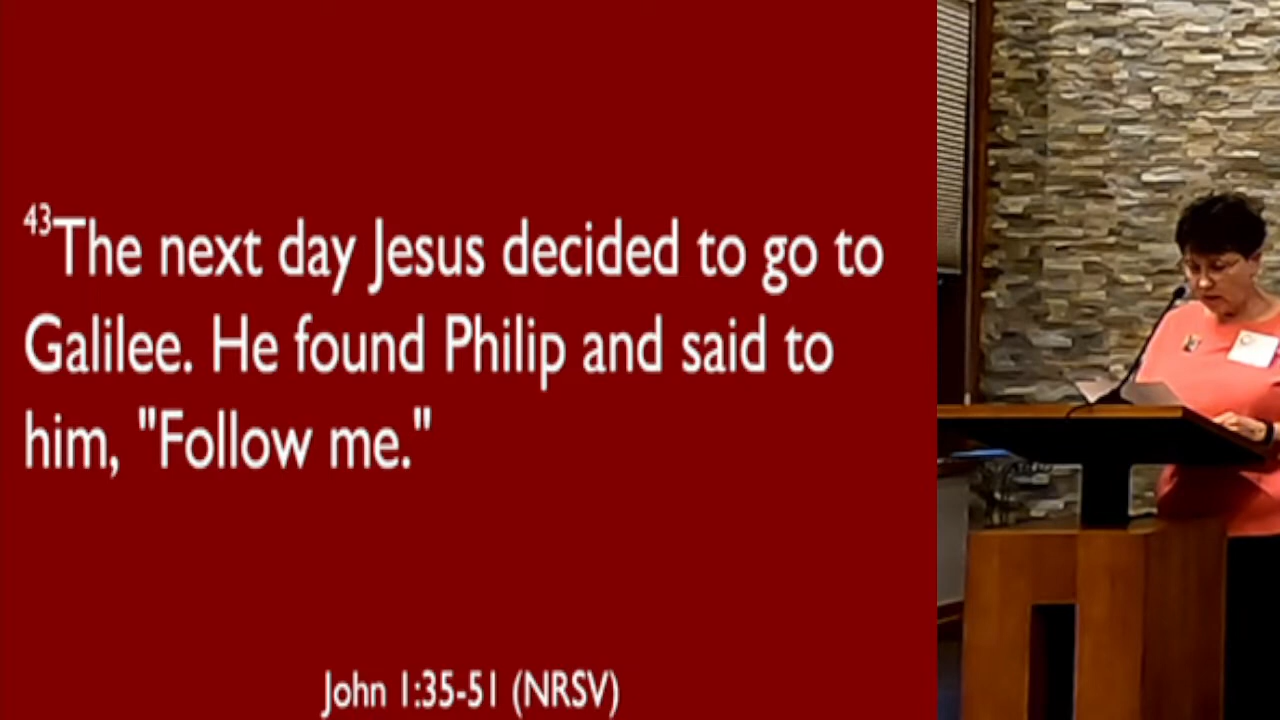 43The next day Jesus decided to go to
Galilee. He found Philip and said to
him, "Follow me."
John 1:35-51 (NRSV)